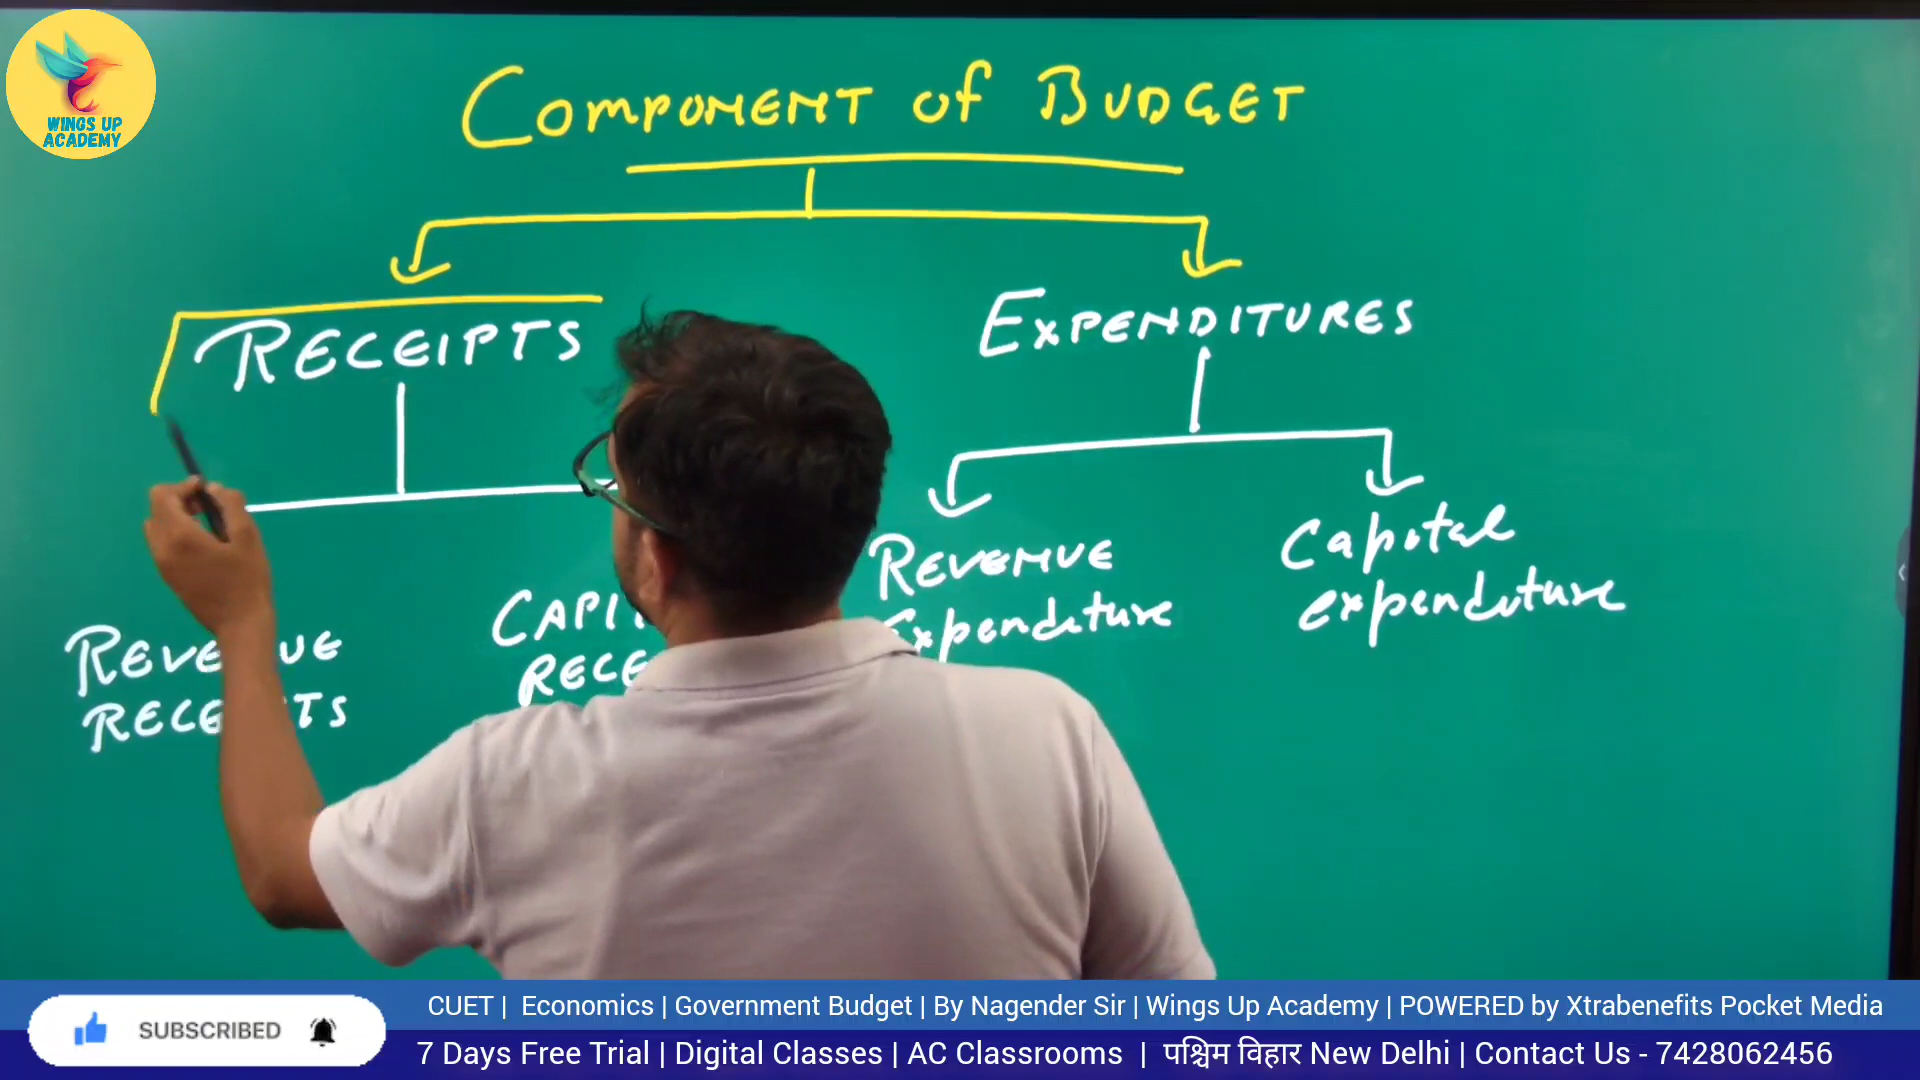 WINGS UP
ACADEMY
COMPONENT of BUDGET
RECEIPTS
EXPENDITURES
REVENUE
Expenditure
Capital
expenditure
CUET | Economics | Government Budget | By Nagender Sir | Wings Up Academy | POWERED by Xtrabenefits Pocket Media
SUBSCRIBED
7 Days Free Trial | Digital Classes | AC Classrooms | पश्चिम विहार New Delhi | Contact Us - 7428062456